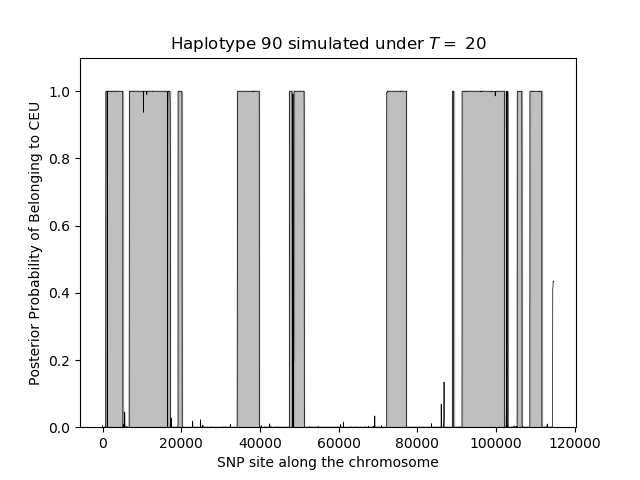 Haplotype 90 simulated under T = 20
Posterior Probability of Belonging to CEU
1.0
0.8
0.6
0.4
0.2
0.0
0 20000 40000 60000 80000 100000 120000
SNP site along the chromosome